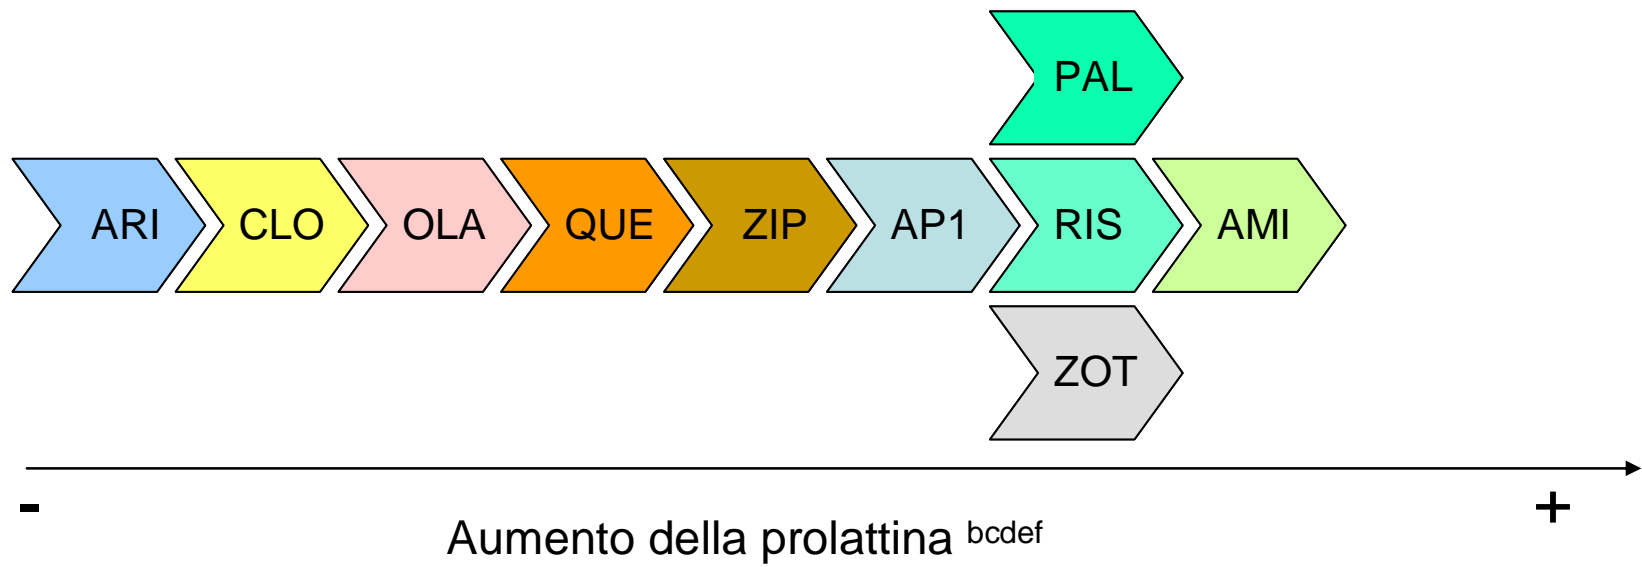 PAL
ARI CLO OLA QUE ZIP AP1 RIS AMI
ZOT
- +
Aumento della prolattina bcdef